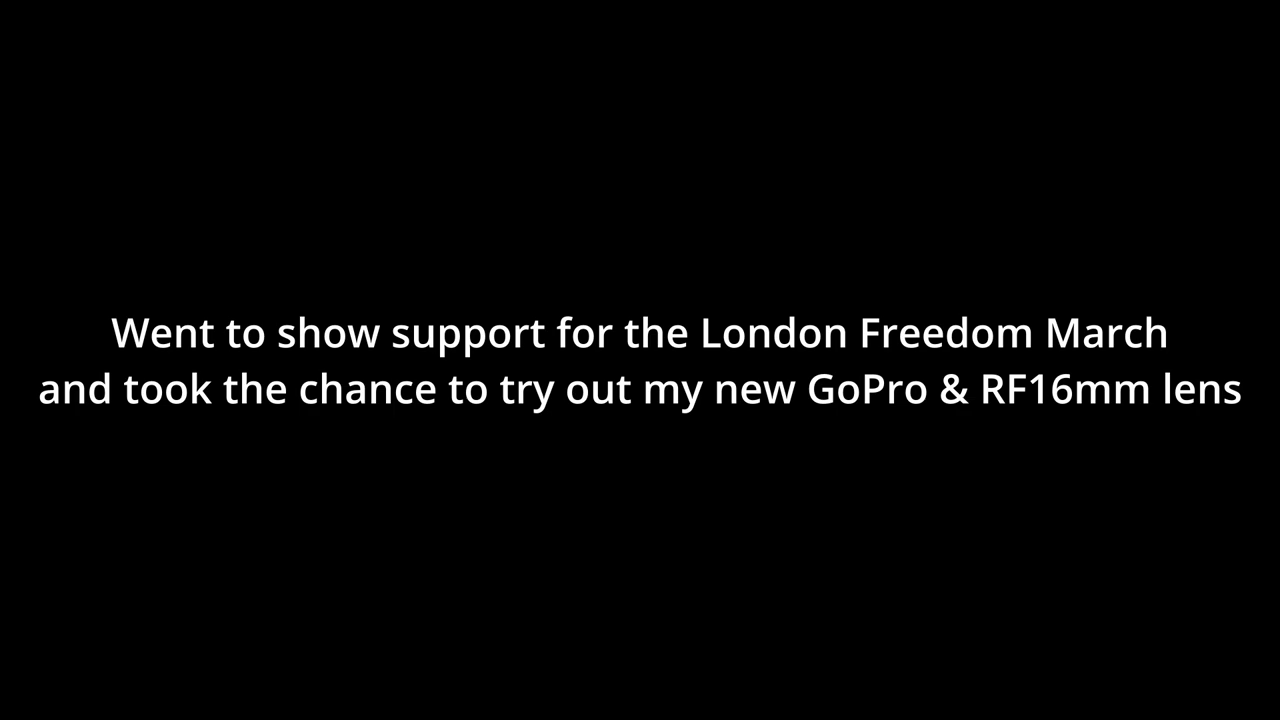 Went to show support for the London Freedom March
and took the chance to try out my new GoPro & RF16mm lens